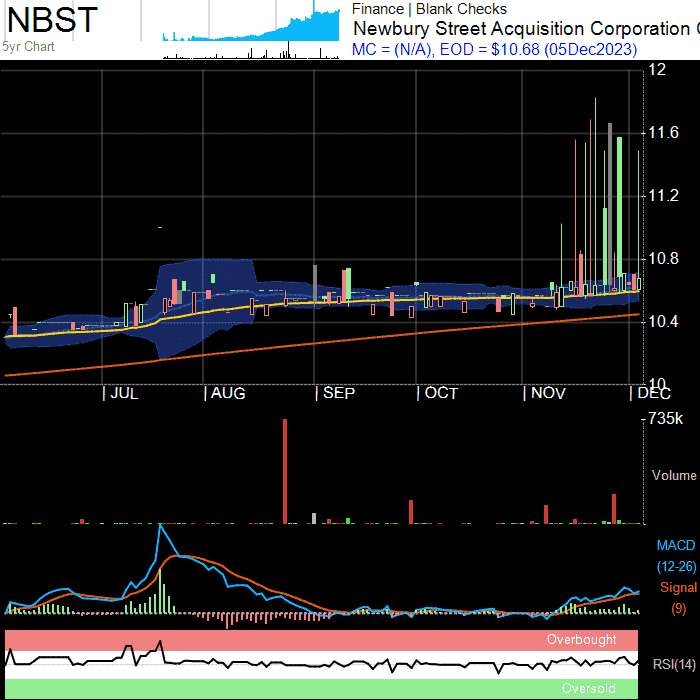 NBST
5yr Chart
Finance | Blank Checks
Newbury Street Acquisition Corporation
MC = (N/A), EOD = $10.68 (05Dec2023)
12
11.6
11.2
10.8
10.4
10
JUL AUG SEP OCT NOV DEC
735k
Volume
MACD
(12-26)
Signal
(9)
Overbought
RSI(14)
Oversold